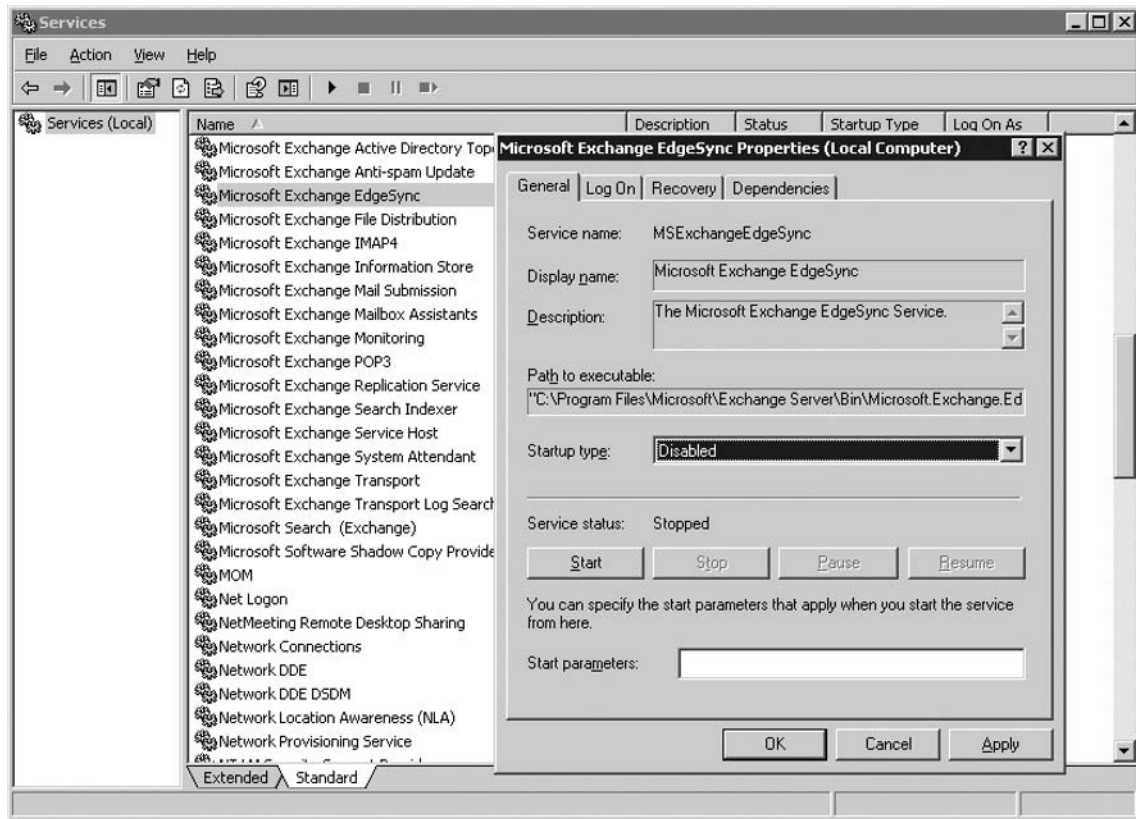 Services
File Action View Help
Services (Local)
Name Description Status Startup Type Log On As
Microsoft Exchange Active Directory Topo
Microsoft Exchange Anti-spam Update
Microsoft Exchange EdgeSync
Microsoft Exchange File Distribution
Microsoft Exchange IMAP4
Microsoft Exchange Information Store
Microsoft Exchange Mail Submission
Microsoft Exchange Mailbox Assistants
Microsoft Exchange Monitoring
Microsoft Exchange POP3
Microsoft Exchange Replication Service
Microsoft Exchange Search Indexer
Microsoft Exchange Service Host
Microsoft Exchange System Attendant
Microsoft Exchange Transport
Microsoft Exchange Transport Log Search
Microsoft Search (Exchange)
Microsoft Software Shadow Copy Provide
MOM
Net Logon
NetMeeting Remote Desktop Sharing
Network Connections
Network DDE
Network DDE DSDM
Network Location Awareness (NLA)
Network Provisioning Service
Extended Standard
Microsoft Exchange EdgeSync Properties (Local Computer)
General Log On Recovery Dependencies
Service name: MSExchangeEdgeSync
Display name: Microsoft Exchange EdgeSync
Description: The Microsoft Exchange EdgeSync Service.
Path to executable:
"C:\Program Files\Microsoft\Exchange Server\Bin\Microsoft.Exchange.Ed
Startup type: Disabled
Service status: Stopped
Start Stop Pause Resume
You can specify the start parameters that apply when you start the service
from here.
Start parameters:
OK Cancel Apply